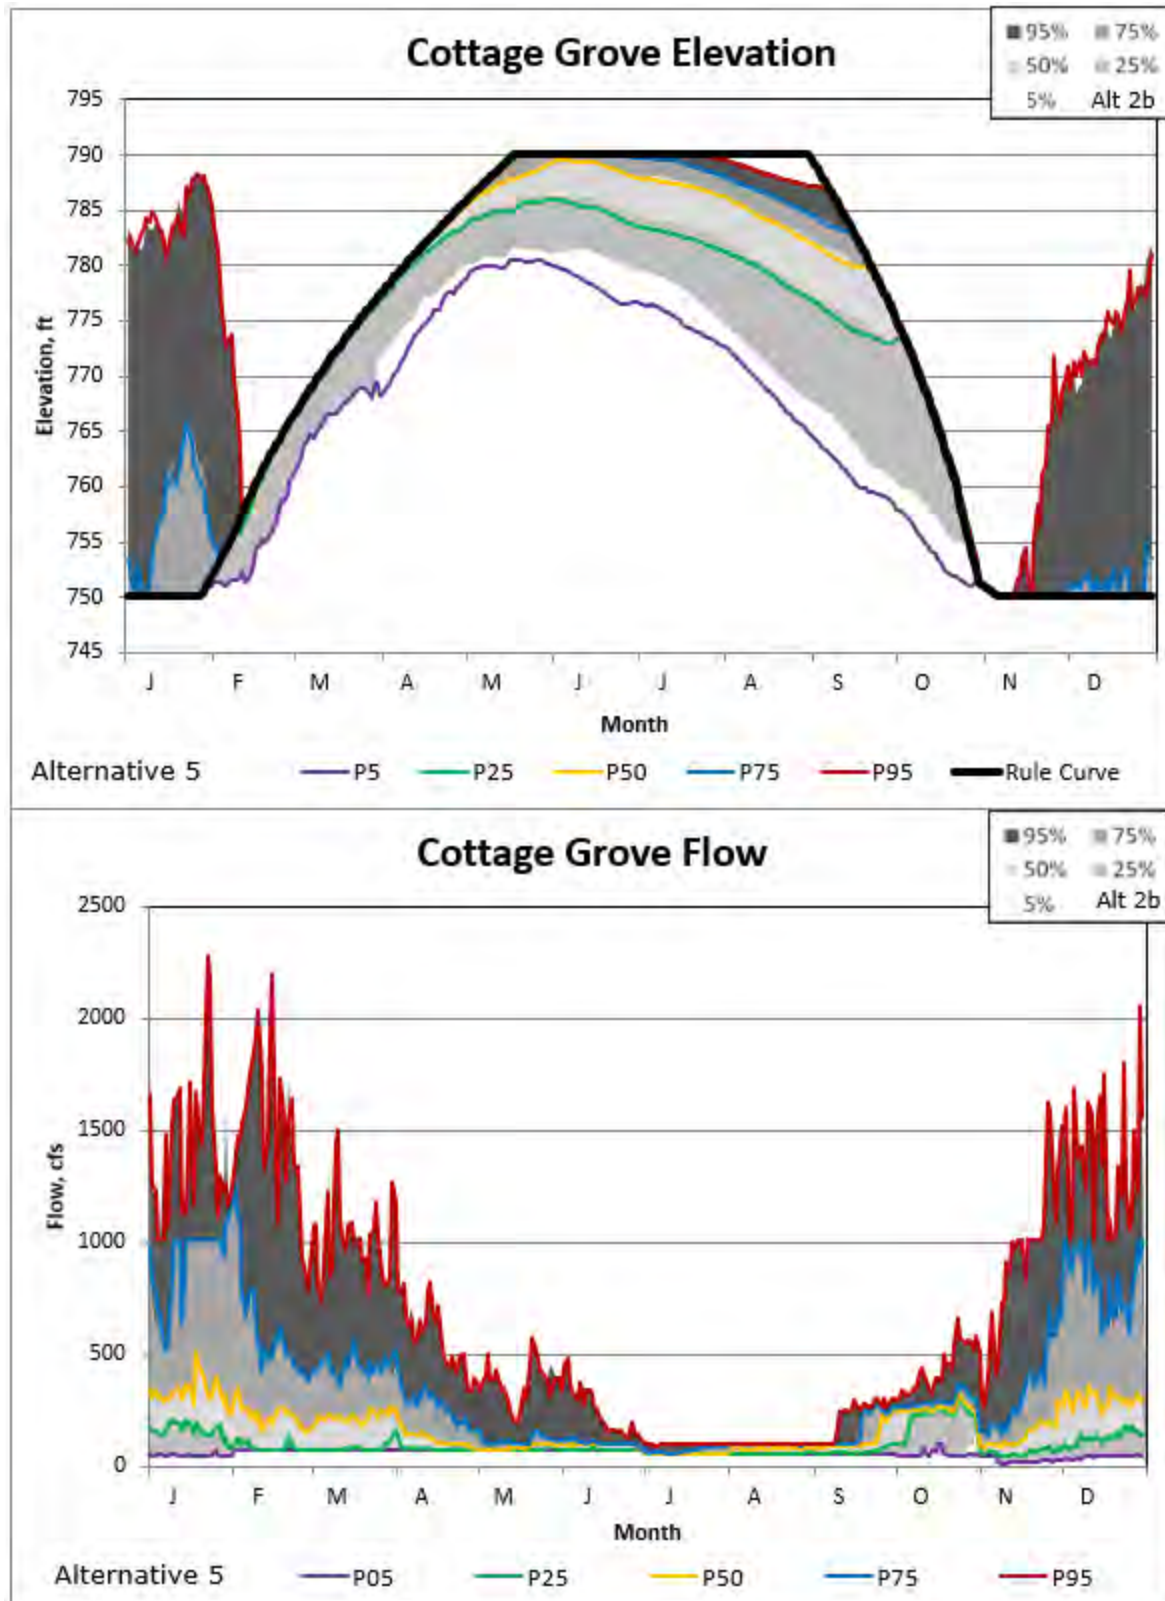 Cottage Grove Elevation
95% 75%
50% 25%
5% Alt 2b
795
790
785
780
775
770
765
760
755
750
745
Elevation, ft
J F M A M J J A S O N D
Month
Alternative 5 P5 P25 P50 P75 P95 Rule Curve
Cottage Grove Flow
95% 75%
50% 25%
5% Alt 2b
2500
2000
1500
1000
500
0
Flow, cfs
J F M A M J J A S O N D
Month
Alternative 5 P05 P25 P50 P75 P95